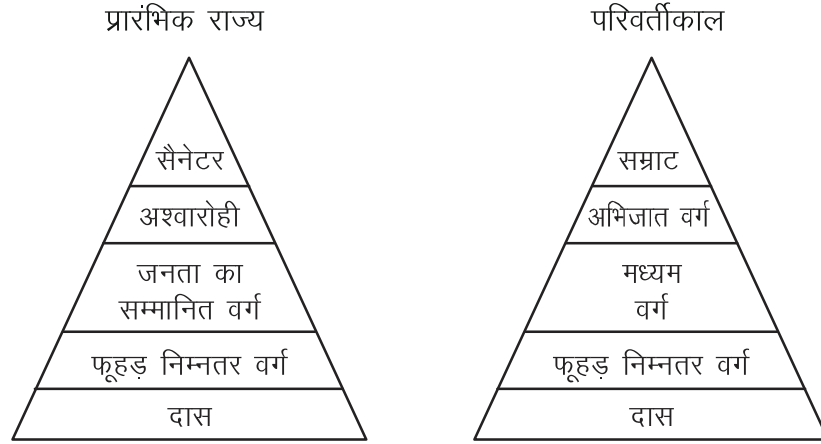 प्रारंभिक राज्य
सैनेटर
अश्वारोही
जनता का
सम्मानित वर्ग
फूहड़ निम्नतर वर्ग
दास
परिवर्तीकाल
सम्राट
अभिजात वर्ग
मध्यम
वर्ग
फूहड़ निम्नतर वर्ग
दास